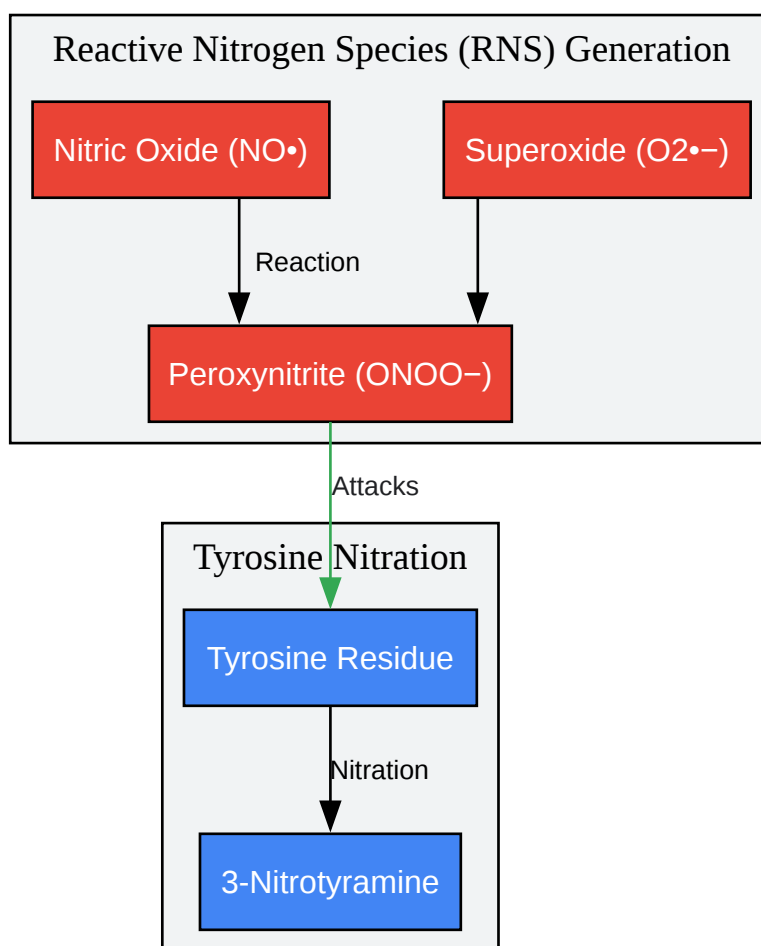 Reactive Nitrogen Species (RNS) Generation
Nitric Oxide (NO•)
Superoxide (O2•−)
Reaction
Peroxynitrite (ONOO−)
Attacks
Tyrosine Nitration
Tyrosine Residue
Nitration
3-Nitrotyramine